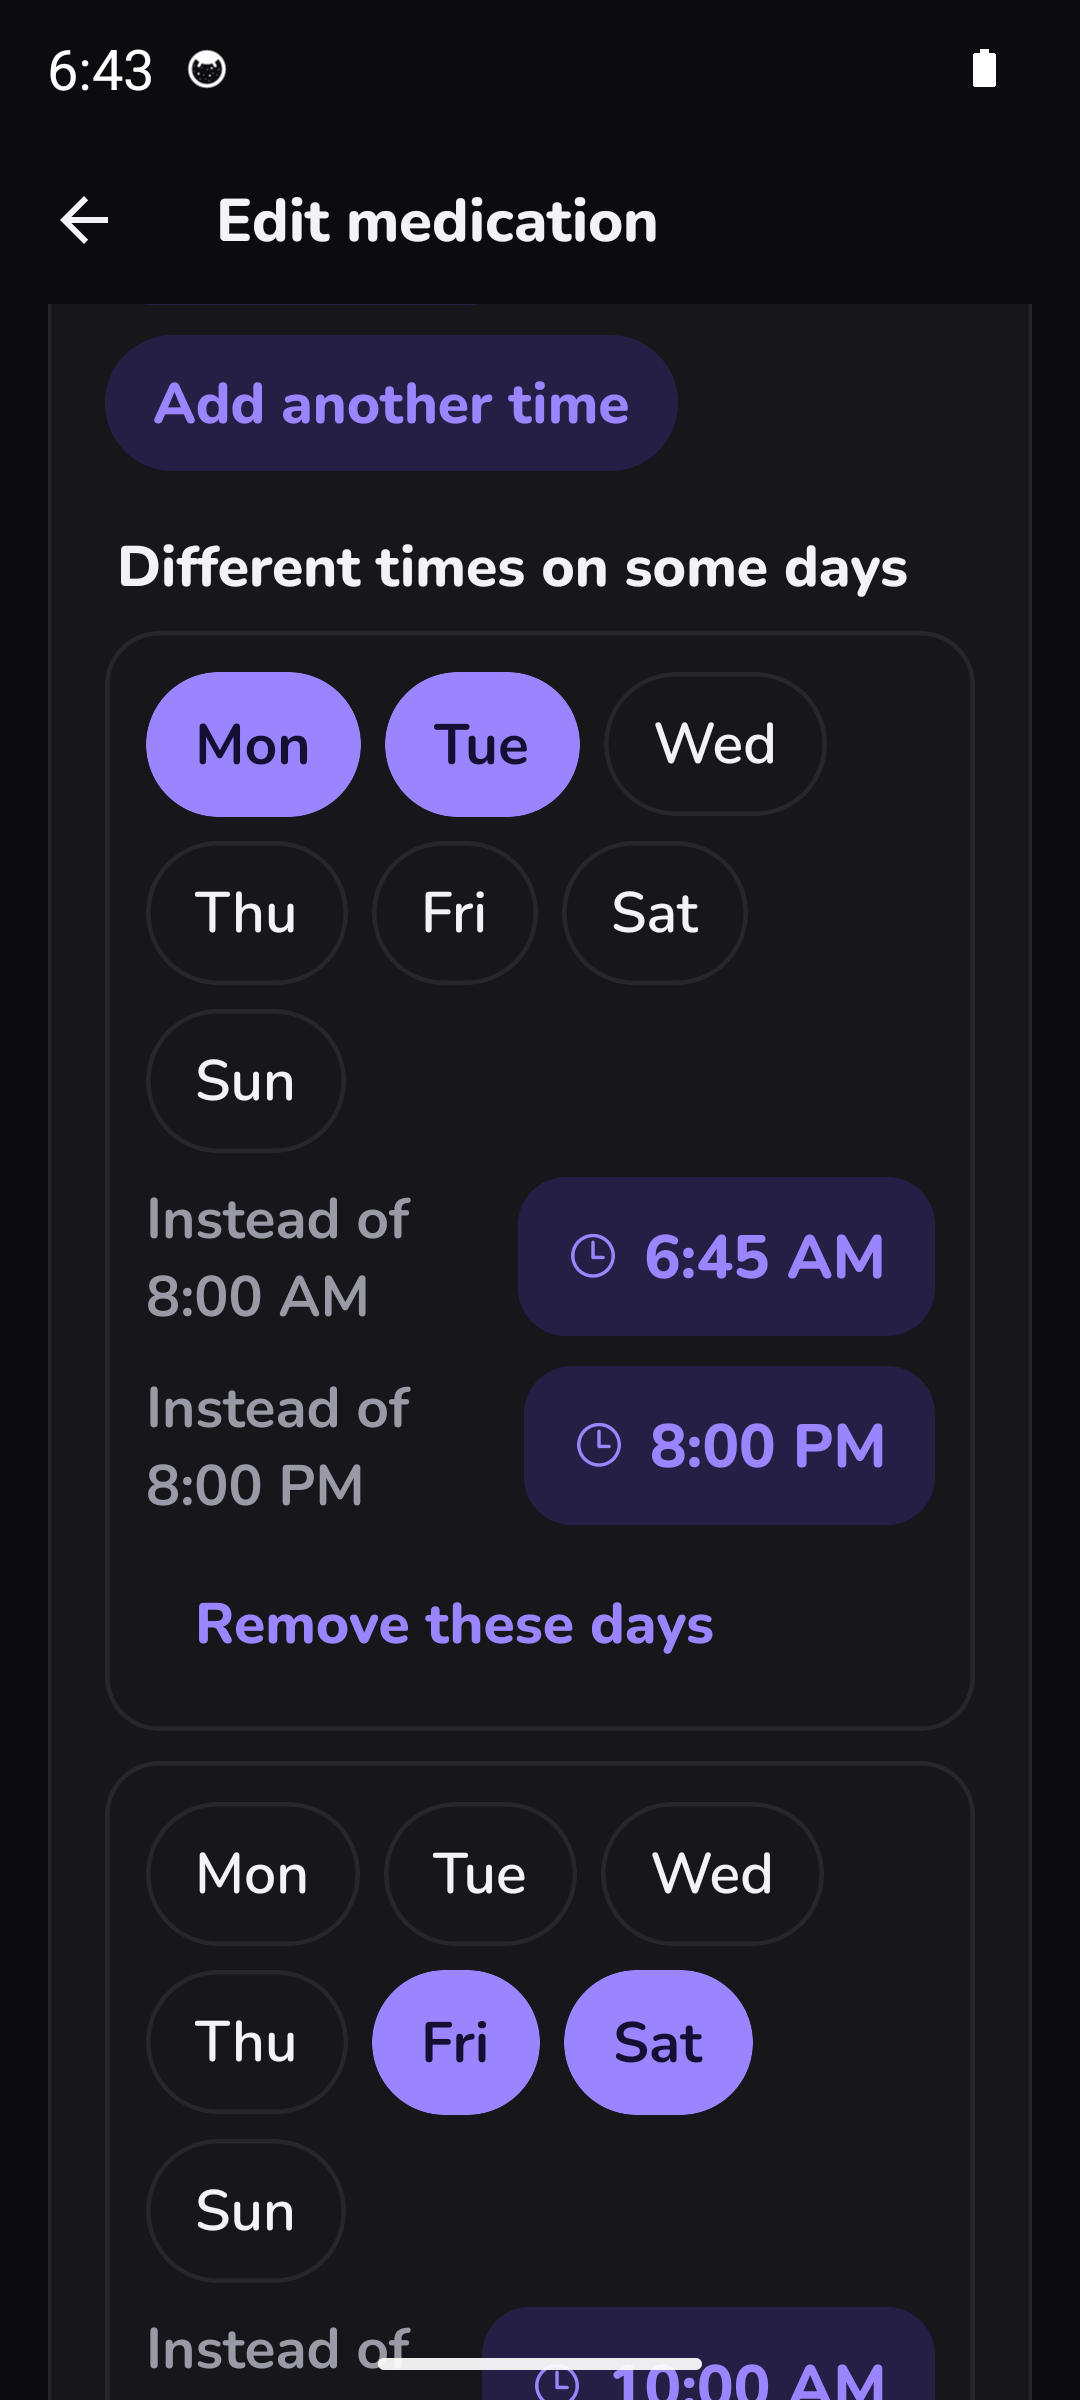 6:43
Edit medication
Add another time
Different times on some days
Mon Tue Wed
Thu Fri Sat
Sun
Instead of
8:00 AM
6:45 AM
Instead of
8:00 PM
8:00 PM
Remove these days
Mon Tue Wed
Thu Fri Sat
Sun
Instead of
10:00 AM